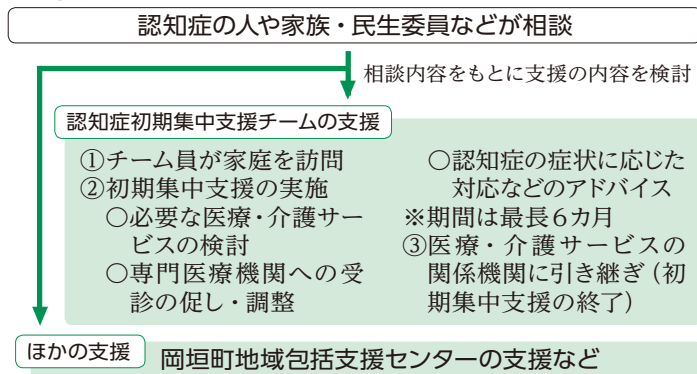 認知症の人や家族・民生委員などが相談
相談内容をもとに支援の内容を検討
認知症初期集中支援チームの支援
①チーム員が家庭を訪問
②初期集中支援の実施
○必要な医療・介護サー
ビスの検討
○専門医療機関への受
診の促し・調整
○認知症の症状に応じた
対応などのアドバイス
※期間は最長6カ月
③医療・介護サービスの
関係機関に引き継ぎ（初
期集中支援の終了）
ほかの支援
岡垣町地域包括支援センターの支援など